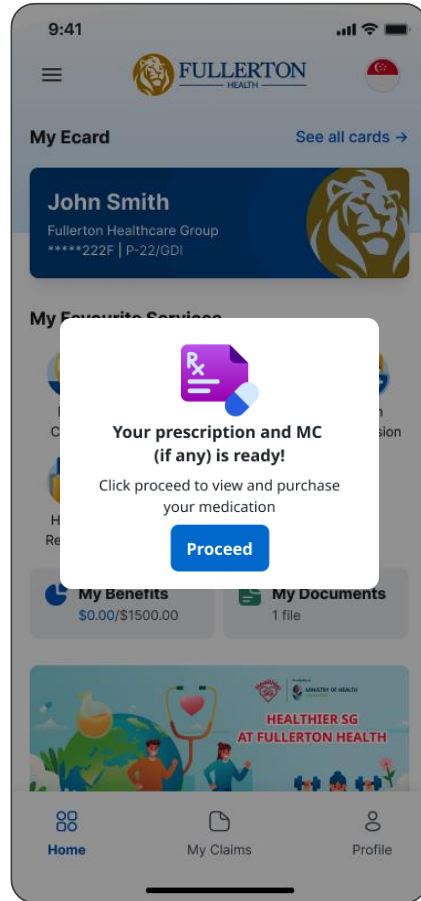 9:41
FULLERTON
HEALTH
My Ecard
See all cards →
John Smith
Fullerton Healthcare Group
*****222F | P-22/GDI
My Favourite Services
Rx
Your prescription and MC
(if any) is ready!
Click proceed to view and purchase
your medication
Proceed
My Benefits
$0.00/$1500.00
My Documents
1 file
MINISTRY OF HEALTH
HEALTHIER SG
AT FULLERTON HEALTH
Home
My Claims
Profile